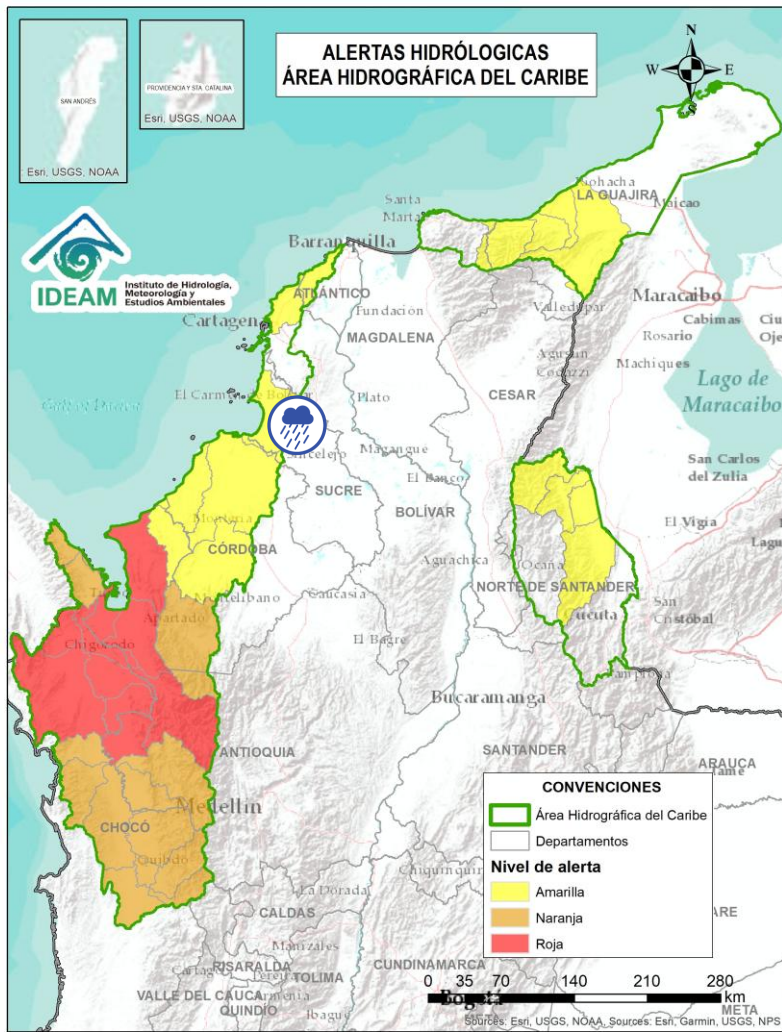 ALERTAS HIDRÓLOGICAS
ÁREA HIDROGRÁFICA DEL CARIBE
SAN ANDRÉS
PROVIDENCIA Y STA. CATALINA
Esri, USGS, NOAA
Esri, USGS, NOAA
N
W
E
S
IDEAM
Instituto de Hidrología,
Meteorología y
Estudios Ambientales
Santa
Marta
LA GUAJIRA
Maicao
Barranquilla
ATLÁNTICO
Cartagena
Fundación
Valledupar
Maracaibo
Cabimas
MAGDALENA
Rosario
Machiques
Agustín
Codazzi
CESAR
El Carmen de Bolívar
Plato
Lago de
Maracaibo
Magangue
San Carlos
del Zulia
SUCRE
El Banco
BOLÍVAR
Montería
El Vigía
CÓRDOBA
Aguachica
Ocaña
NORTE DE SANTANDER
Caucasia
San
Cristóbal
Apartadó
El Bagre
Bucaramanga
ANTIOQUIA
SANTANDER
ARAUCA
Medellín
CHOCÓ
Quibdó
CONVENCIONES
Área Hidrográfica del Caribe
Departamentos
Nivel de alerta
Amarilla
Naranja
Roja
La Dorada
CALDAS
Manizales
RISARALDA
TOLIMA
CUNDINAMARCA
VALLE DEL CAUCA
QUINDÍO
Ibague
Bogotá
META
0 35 70 140 210 280
km
Sources: Esri, USGS, NOAA, Sources: Esri, Garmin, USGS, NPS